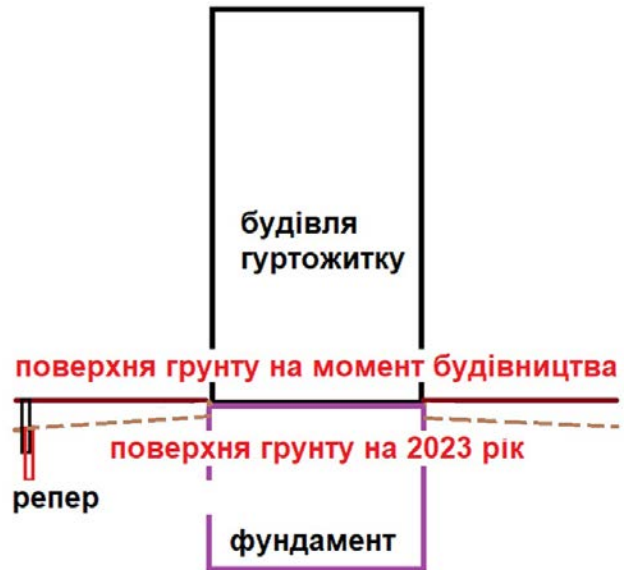 будівля
гуртожитку
поверхня грунту на момент будівництва
поверхня грунту на 2023 рік
репер
фундамент